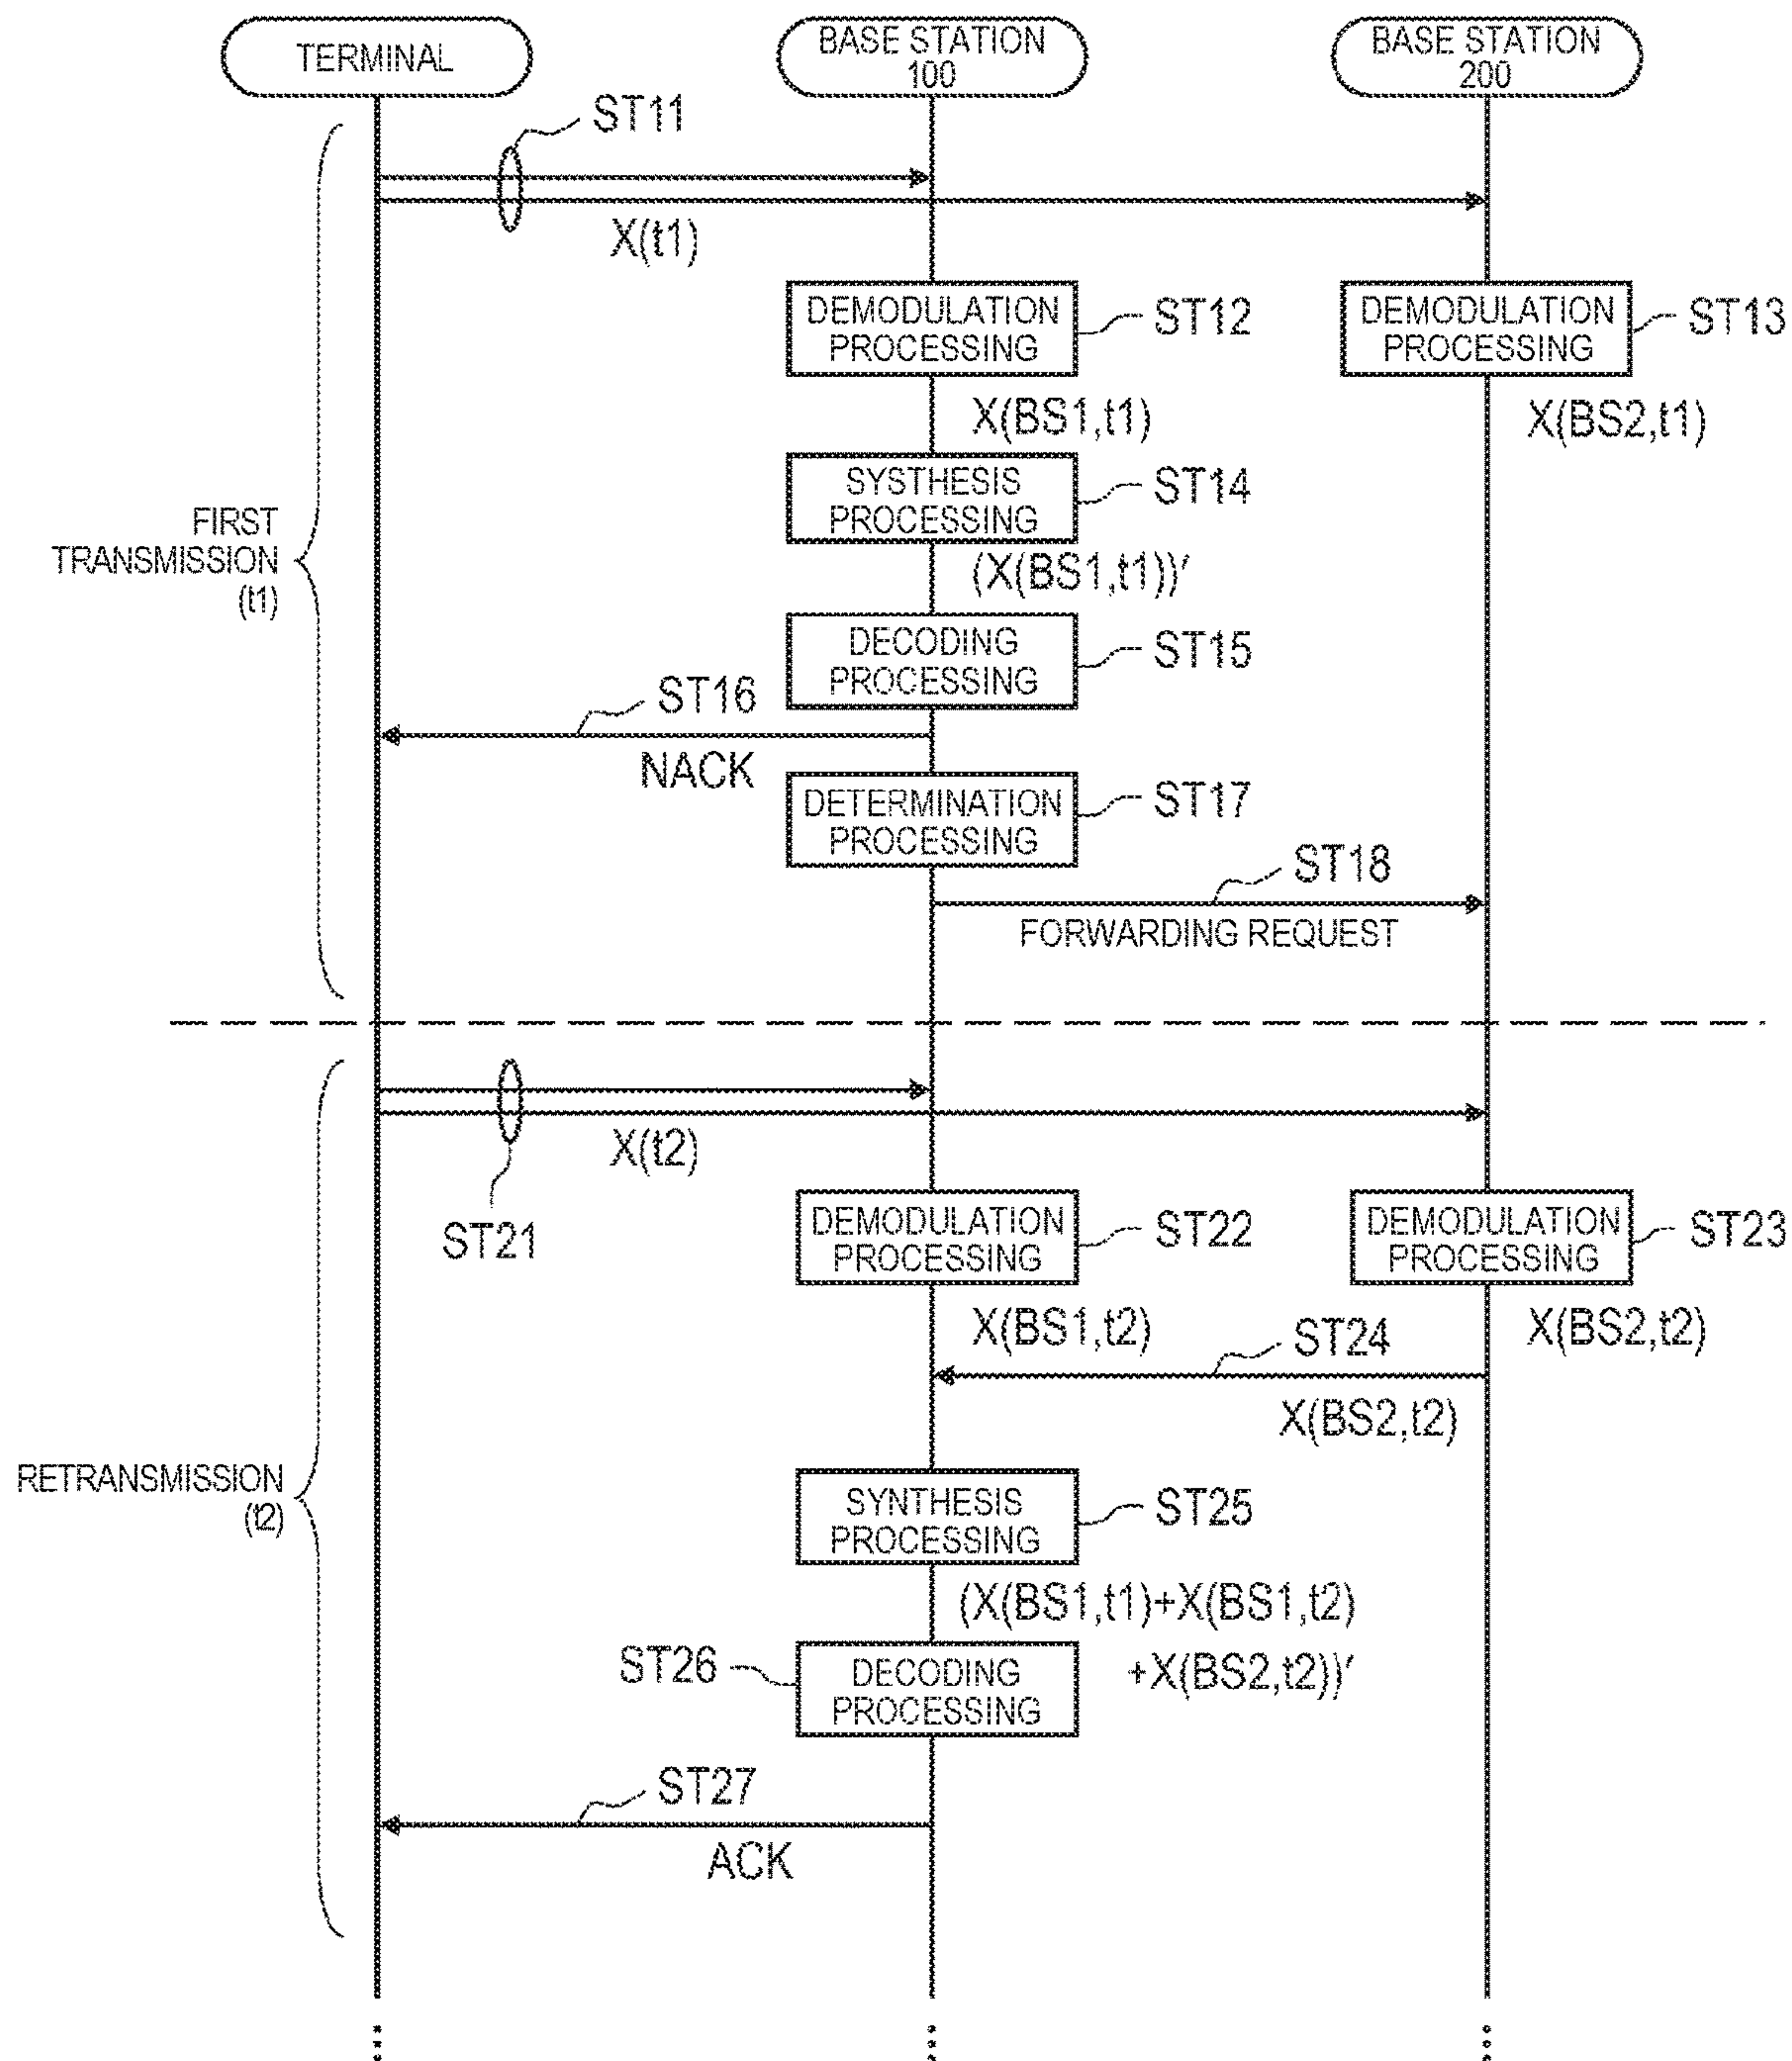 TERMINAL
BASE STATION
100
BASE STATION
200
ST11
X(t1)
DEMODULATION
PROCESSING
ST12
DEMODULATION
PROCESSING
ST13
X(BS1,t1)
X(BS2,t1)
SYSTHESIS
PROCESSING
ST14
FIRST
TRANSMISSION
(t1)
(X(BS1,t1))′
DECODING
PROCESSING
ST15
ST16
NACK
DETERMINATION
PROCESSING
ST17
ST18
FORWARDING REQUEST
X(t2)
ST21
DEMODULATION
PROCESSING
ST22
DEMODULATION
PROCESSING
ST23
X(BS1,t2)
X(BS2,t2)
ST24
X(BS2,t2)
RETRANSMISSION
(t2)
SYNTHESIS
PROCESSING
ST25
(X(BS1,t1)+X(BS1,t2)
+X(BS2,t2))′
ST26
DECODING
PROCESSING
ST27
ACK